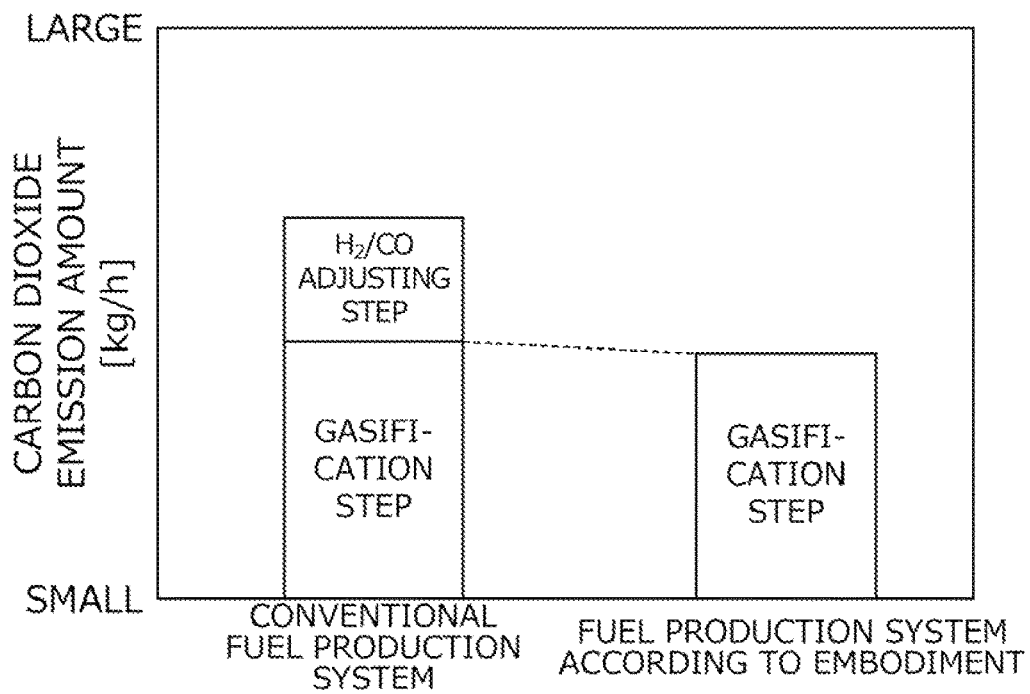 LARGE
CARBON DIOXIDE
EMISSION AMOUNT
[kg/h]
H₂/CO
ADJUSTING
STEP
GASIFI-
CATION
STEP
GASIFI-
CATION
STEP
SMALL
CONVENTIONAL
FUEL PRODUCTION
SYSTEM
FUEL PRODUCTION SYSTEM
ACCORDING TO EMBODIMENT